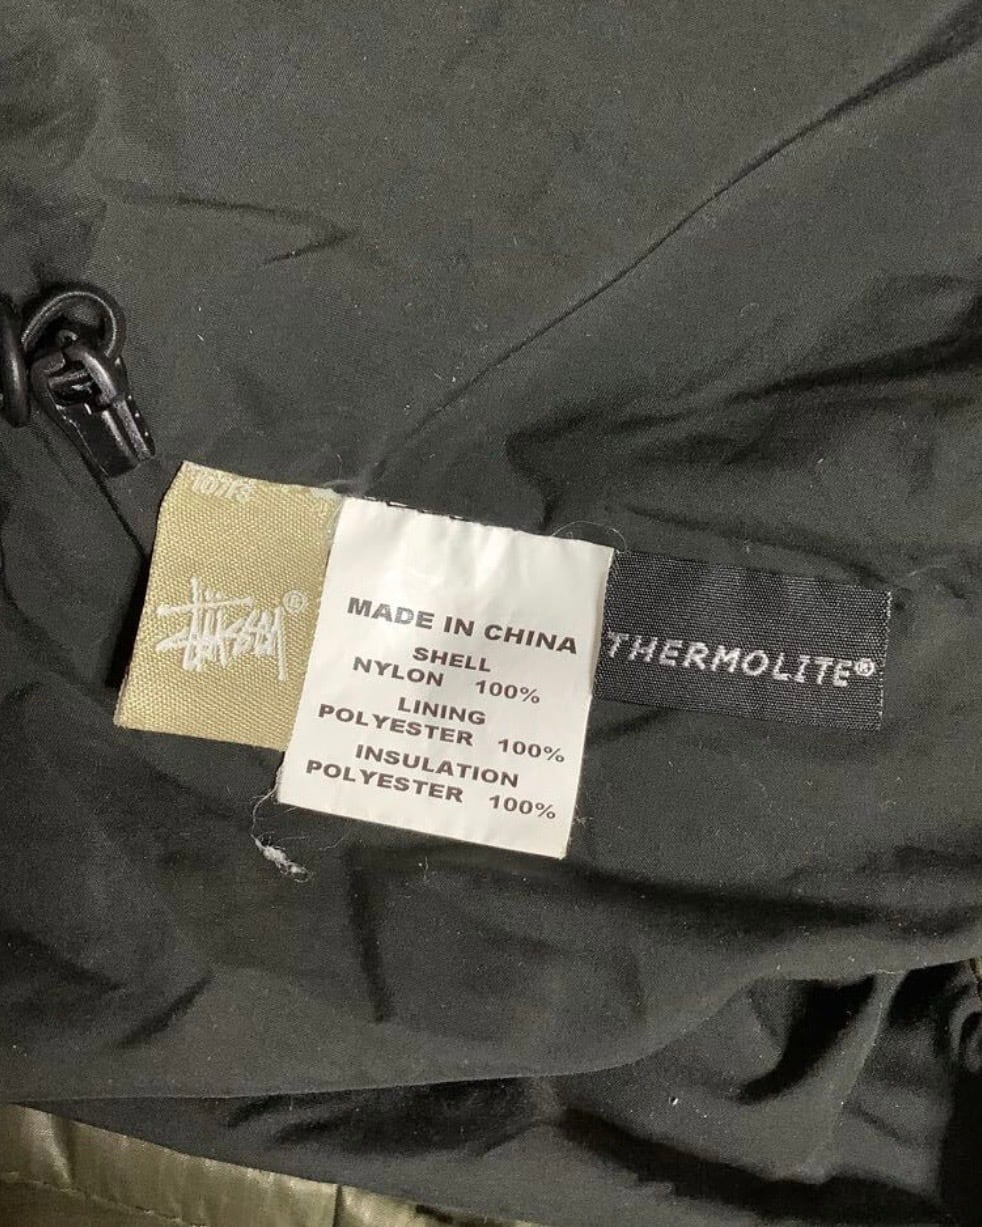 STÜSSY®
MADE IN CHINA
SHELL
NYLON 100%
LINING
POLYESTER 100%
INSULATION
POLYESTER 100%
THERMOLITE®